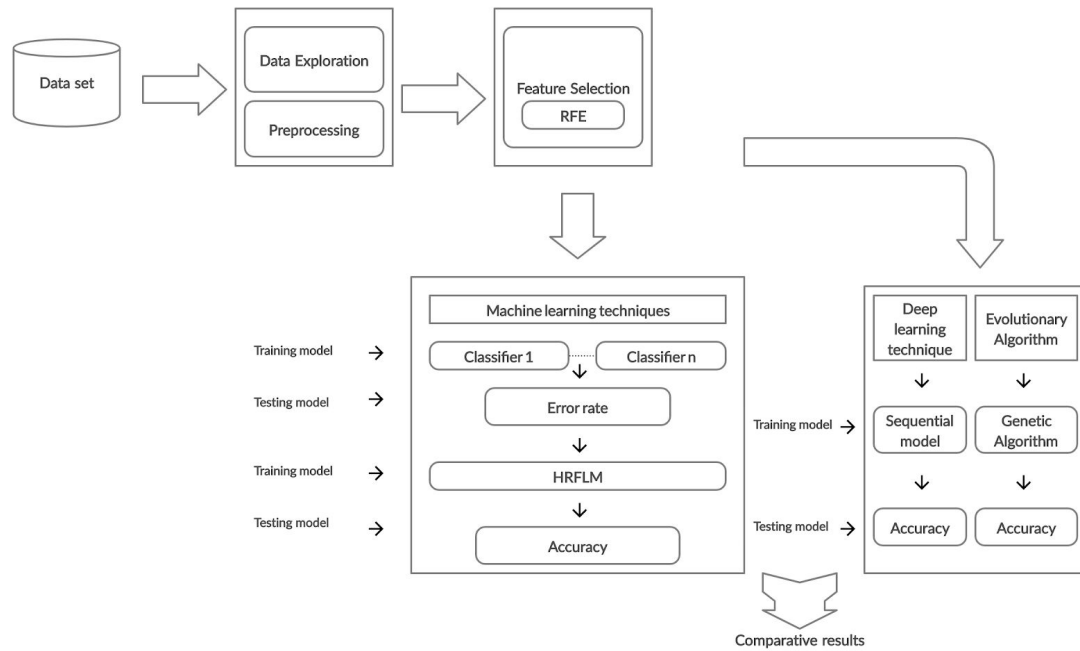 Data set
Data Exploration
Preprocessing
Feature Selection
RFE
Machine learning techniques
Training model
Classifier 1
Classifier n
Testing model
Error rate
Training model
HRFLM
Testing model
Accuracy
Deep
learning
technique
Evolutionary
Algorithm
Training model
Sequential
model
Genetic
Algorithm
Testing model
Accuracy
Accuracy
Comparative results